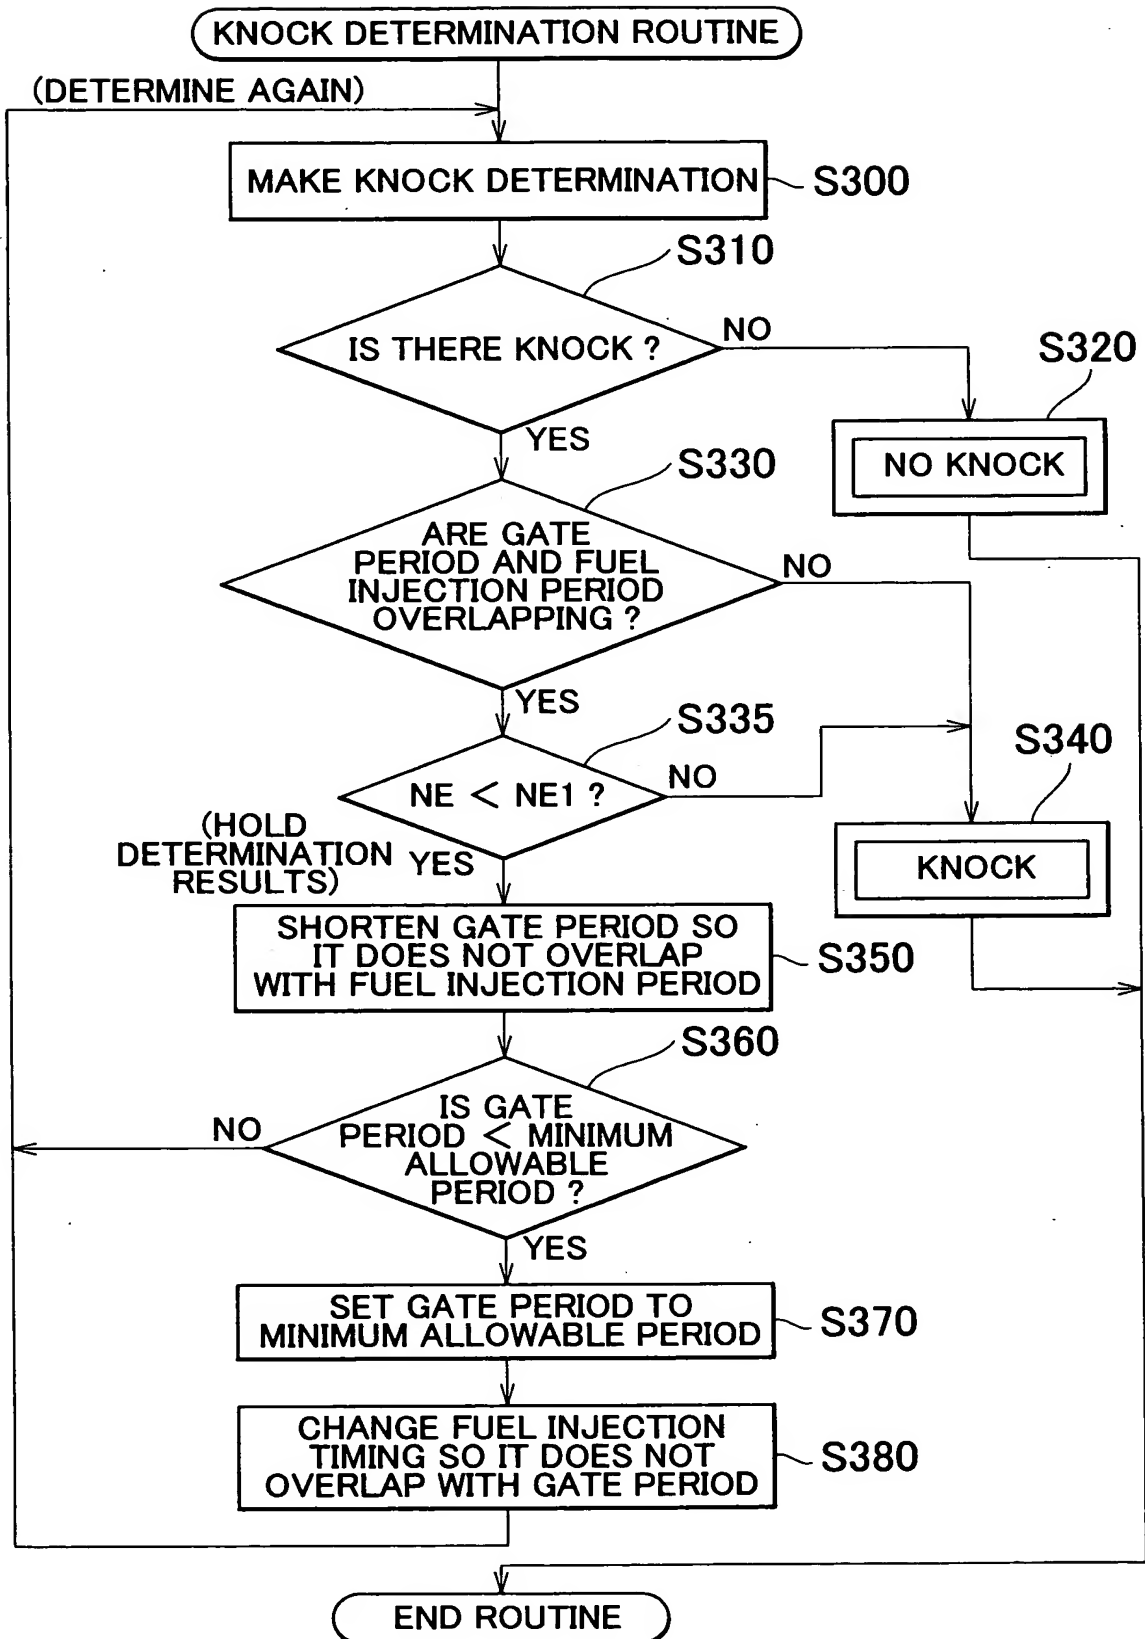 KNOCK DETERMINATION ROUTINE
(DETERMINE AGAIN)
MAKE KNOCK DETERMINATION
S300
S310
IS THERE KNOCK ?
NO
S320
NO KNOCK
YES
S330
ARE GATE
PERIOD AND FUEL
INJECTION PERIOD
OVERLAPPING ?
NO
YES
S335
NE < NE1 ?
NO
S340
KNOCK
(HOLD
DETERMINATION
RESULTS)
YES
SHORTEN GATE PERIOD SO
IT DOES NOT OVERLAP
WITH FUEL INJECTION PERIOD
S350
S360
IS GATE
PERIOD < MINIMUM
ALLOWABLE
PERIOD ?
NO
YES
SET GATE PERIOD TO
MINIMUM ALLOWABLE PERIOD
S370
CHANGE FUEL INJECTION
TIMING SO IT DOES NOT
OVERLAP WITH GATE PERIOD
S380
END ROUTINE